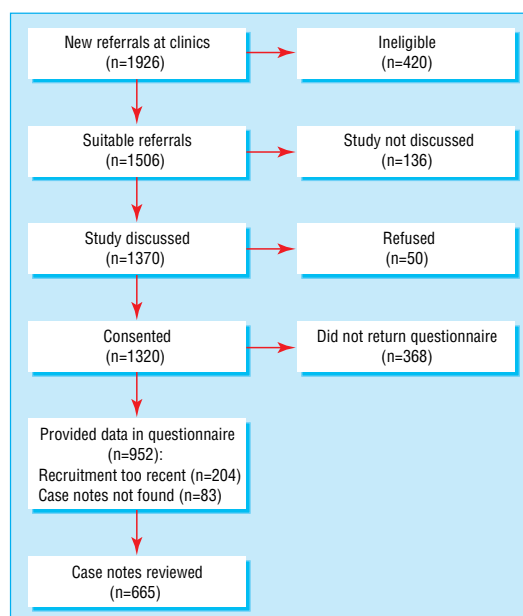 New referrals at clinics
(n=1926)
Ineligible
(n=420)
Suitable referrals
(n=1506)
Study not discussed
(n=136)
Study discussed
(n=1370)
Refused
(n=50)
Consented
(n=1320)
Did not return questionnaire
(n=368)
Provided data in questionnaire
(n=952):
Recruitment too recent (n=204)
Case notes not found (n=83)
Case notes reviewed
(n=665)